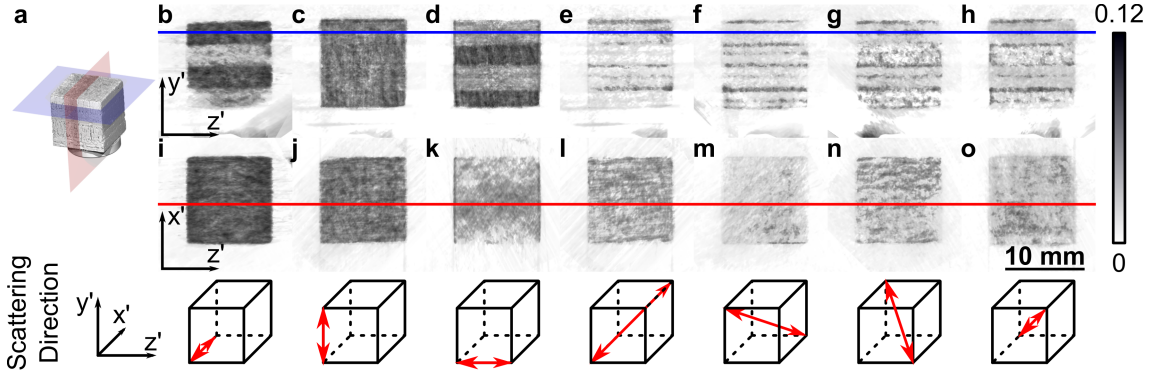 a b c d e f g h 0.12
y'
z'
i j k l m n o
x'
z'
10 mm
0
Scattering
Direction
y'
x'
z'